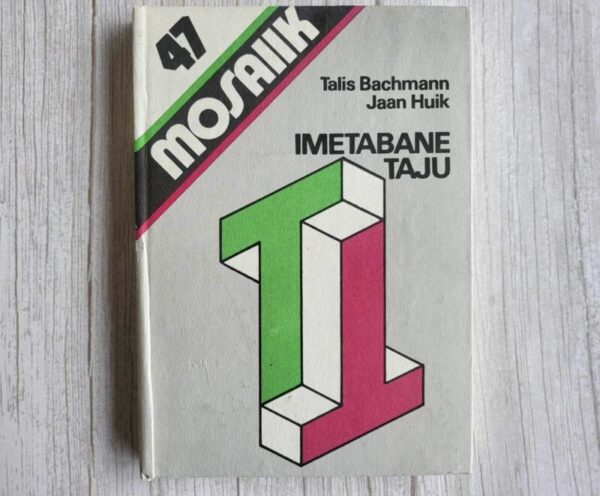 47
MOSAIIK
Talis Bachmann
Jaan Huik
IMETABANE
TAJU